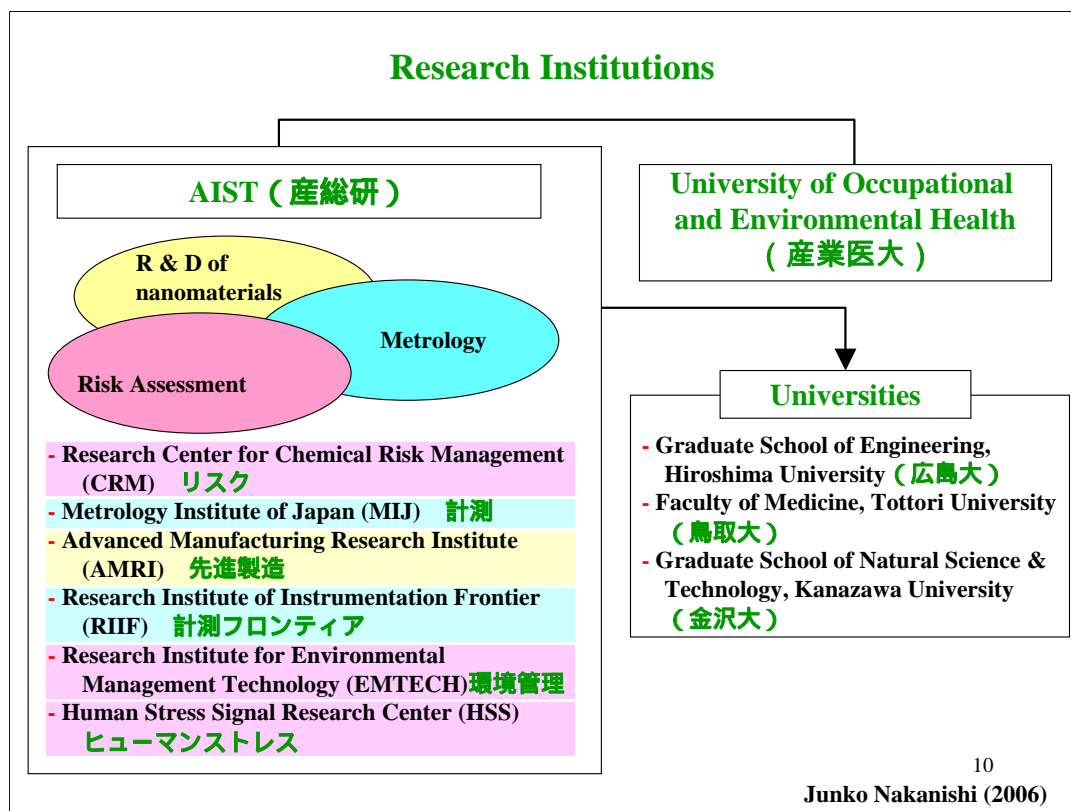 Research Institutions
AIST（産総研）
R & D of
nanomaterials
Metrology
Risk Assessment
- Research Center for Chemical Risk Management
(CRM) リスク
- Metrology Institute of Japan (MIJ) 計測
- Advanced Manufacturing Research Institute
(AMRI) 先進製造
- Research Institute of Instrumentation Frontier
(RIIF) 計測フロンティア
- Research Institute for Environmental
Management Technology (EMTECH)環境管理
- Human Stress Signal Research Center (HSS)
ヒューマンストレス
University of Occupational
and Environmental Health
（産業医大）
Universities
- Graduate School of Engineering,
Hiroshima University（広島大）
- Faculty of Medicine, Tottori University
（鳥取大）
- Graduate School of Natural Science &
Technology, Kanazawa University
（金沢大）
10
Junko Nakanishi (2006)